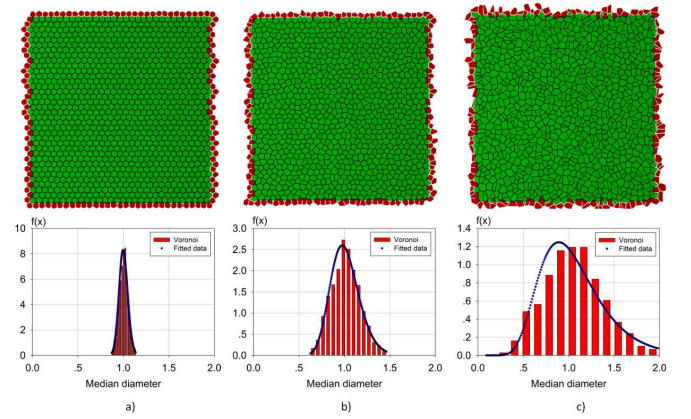 f(x)
10
8
6
4
2
0
0.0
.5
1.0
1.5
2.0
Voronoi
Fitted data
Median diameter
a)
f(x)
3.0
2.5
2.0
1.5
1.0
.5
0.0
0.0
.5
1.0
1.5
2.0
Voronoi
Fitted data
Median diameter
b)
f(x)
1.4
1.2
1.0
.8
.6
.4
.2
.0
0.0
.5
1.0
1.5
2.0
Voronoi
Fitted data
Median diameter
c)